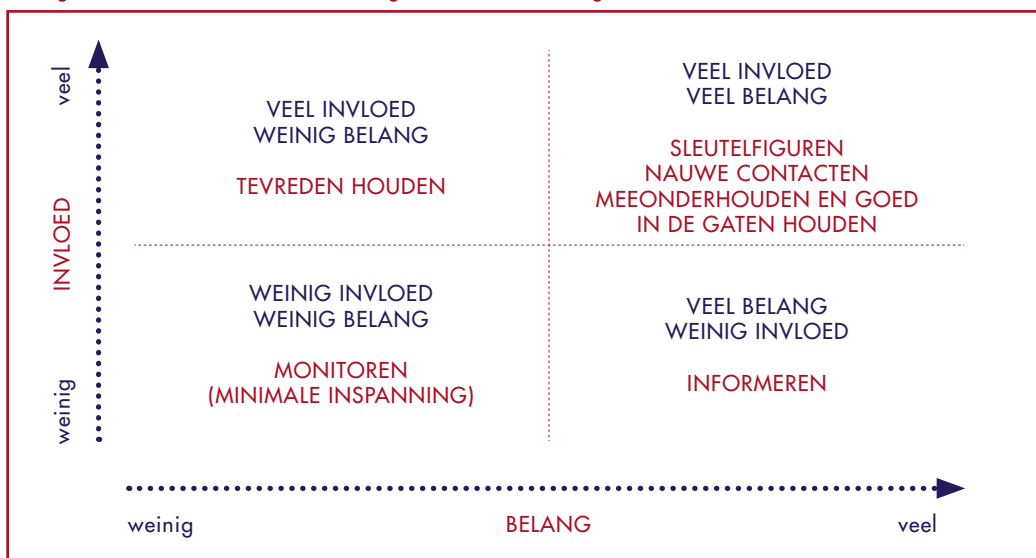 veel
INVLOED
weinig
VEEL INVLOED
WEINIG BELANG
TEVREDEN HOUDEN
VEEL INVLOED
VEEL BELANG
SLEUTELFIGUREN
NAUWE CONTACTEN
MEEONDERHOUDEN EN GOED
IN DE GATEN HOUDEN
WEINIG INVLOED
WEINIG BELANG
MONITOREN
(MINIMALE INSPANNING)
VEEL BELANG
WEINIG INVLOED
INFORMEREN
weinig
BELANG
veel